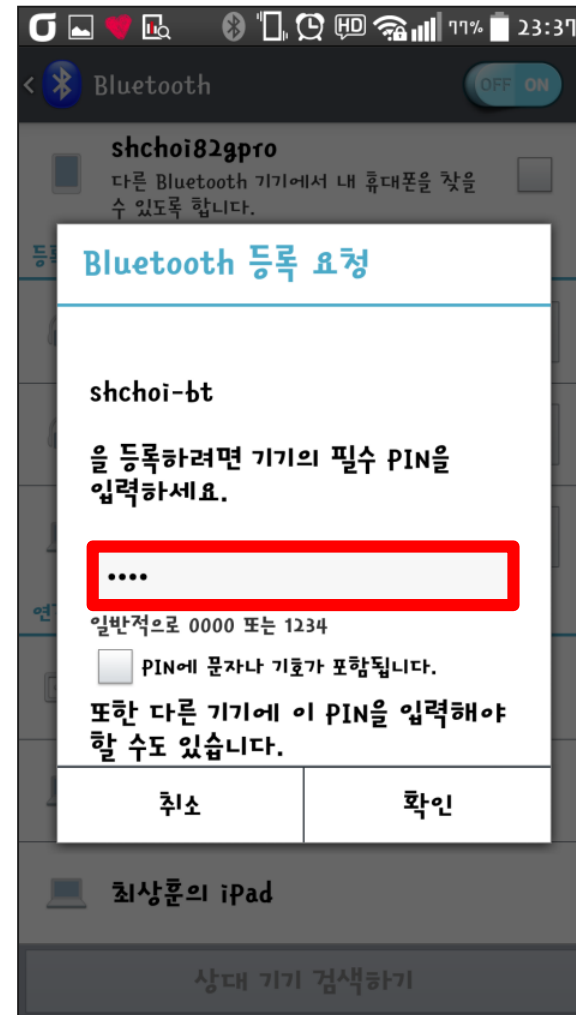 77% 23:37
< Bluetooth OFF ON
shchoi82gpro
다른 Bluetooth 기기에서 내 휴대폰을 찾을
수 있도록 합니다.
Bluetooth 등록 요청
shchoi-bt
을 등록하려면 기기의 필수 PIN을
입력하세요.
••••
일반적으로 0000 또는 1234
PIN에 문자나 기호가 포함됩니다.
또한 다른 기기에 이 PIN을 입력해야
할 수도 있습니다.
취소 확인
최상훈의 iPad
상대 기기 검색하기